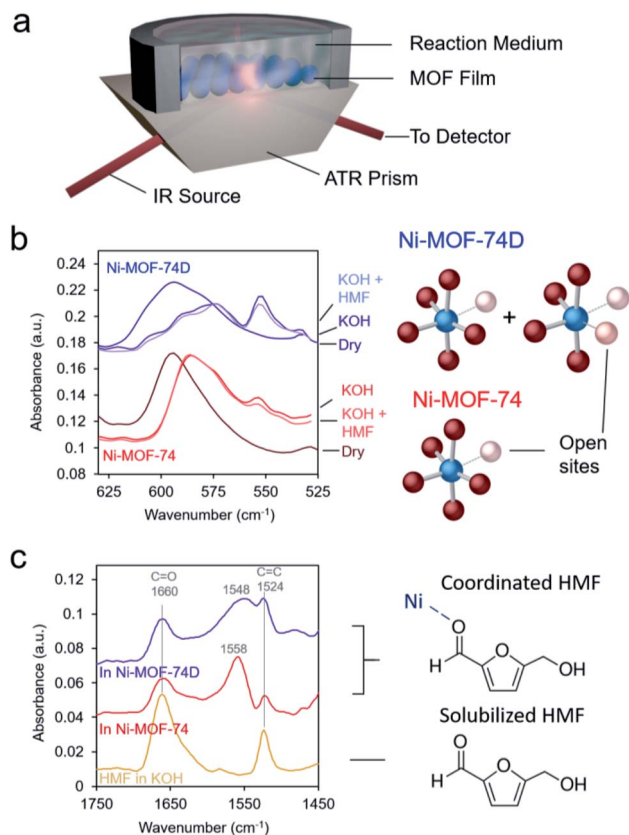 a
Reaction Medium
MOF Film
To Detector
ATR Prism
IR Source
b
Ni-MOF-74D
0.24
0.22
0.2
0.18
0.16
0.14
0.12
0.1
0.08
Absorbance (a.u.)
KOH +
HMF
KOH
Dry
KOH
KOH +
HMF
Dry
Ni-MOF-74
625
600
575
550
525
Wavenumber (cm-1)
Ni-MOF-74D
+
Ni-MOF-74
Open
sites
c
0.12
0.1
0.08
0.06
0.04
0.02
0
Absorbance (a.u.)
C=O
1660
1548
C=C
1524
1558
In Ni-MOF-74D
In Ni-MOF-74
HMF in KOH
1750
1650
1550
1450
Wavenumber (cm-1)
Coordinated HMF
Ni
O
H
O
OH
Solubilized HMF
O
H
O
OH